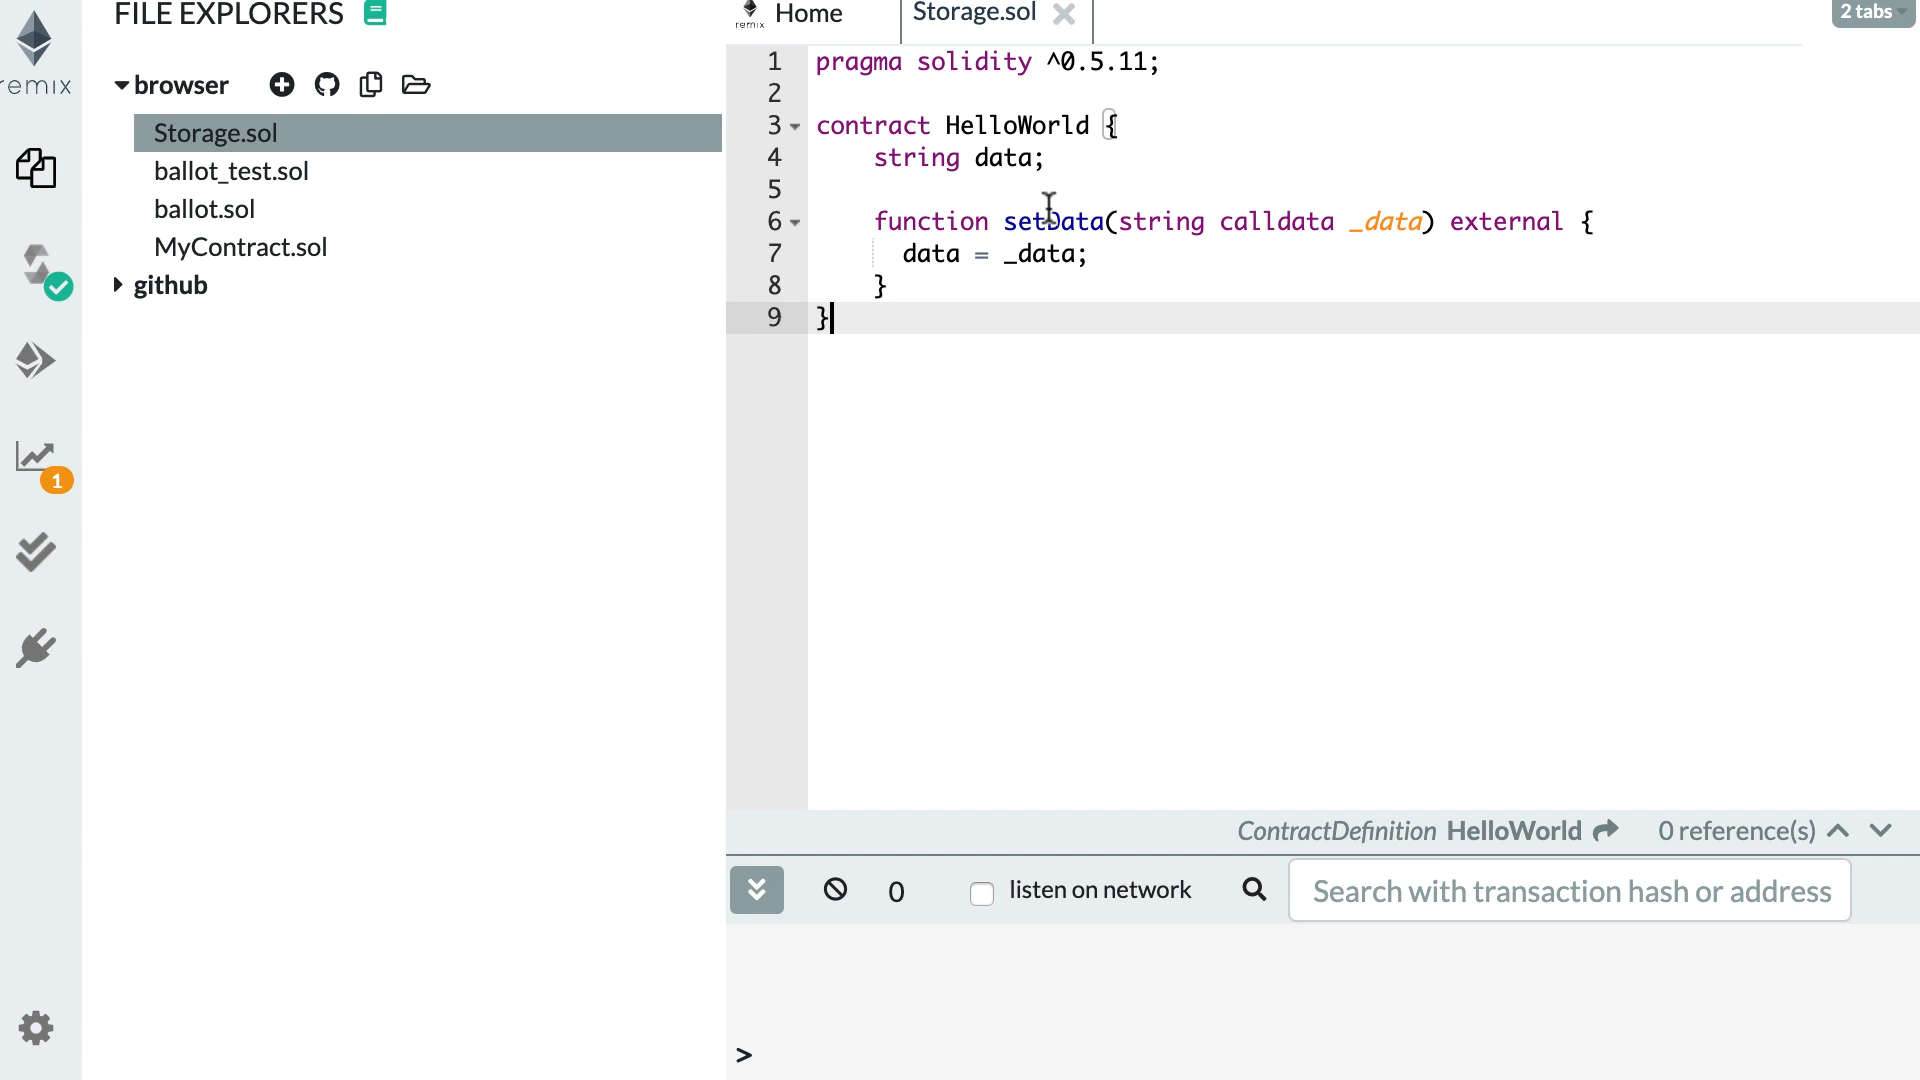 remix
FILE EXPLORERS
browser
Storage.sol
ballot_test.sol
ballot.sol
MyContract.sol
github
1
remix
Home
Storage.sol
2 tabs
1 pragma solidity ^0.5.11;
2
3 contract HelloWorld {
4 string data;
5
6 function setData(string calldata _data) external {
7 data = _data;
8 }
9 }
ContractDefinition HelloWorld 0 reference(s)
0 listen on network Search with transaction hash or address
>